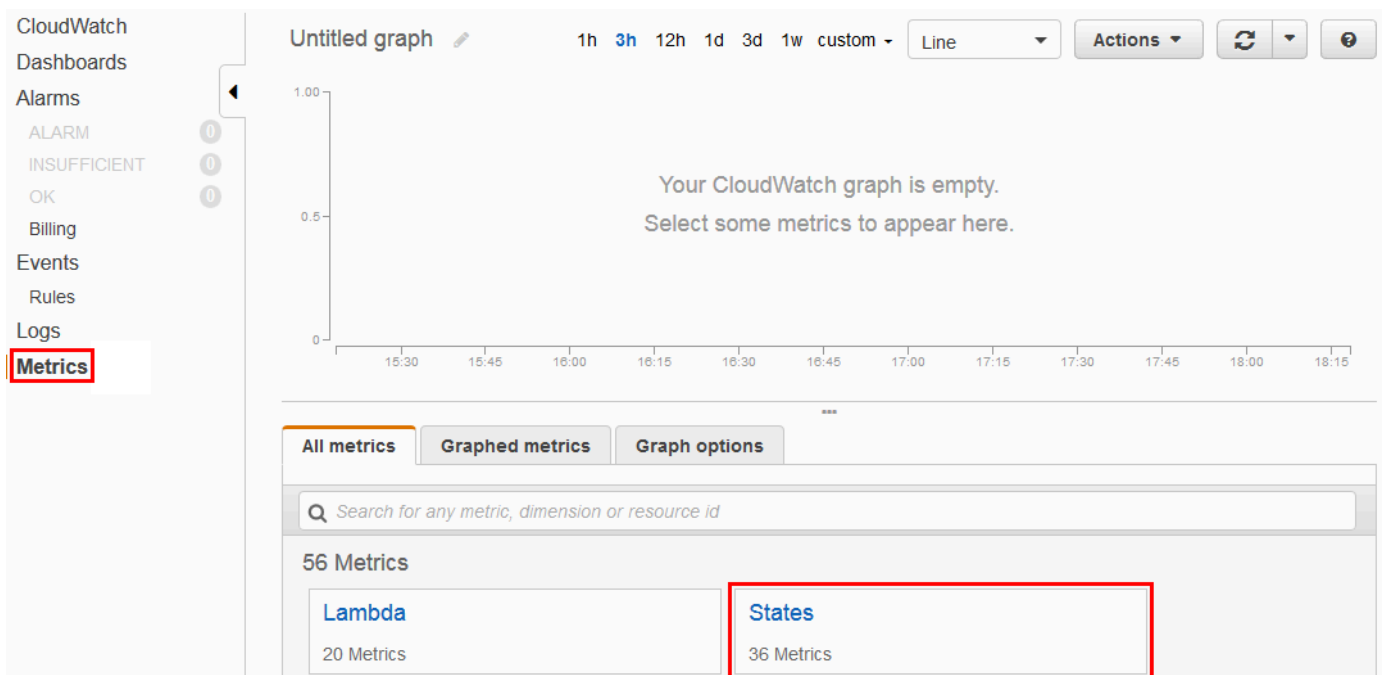 CloudWatch
Dashboards
Alarms
ALARM 0
INSUFFICIENT 0
OK 0
Billing
Events
Rules
Logs
Metrics
Untitled graph 1h 3h 12h 1d 3d 1w custom Line Actions
1.00
Your CloudWatch graph is empty.
0.5
Select some metrics to appear here.
0
15:30 15:45 16:00 16:15 16:30 16:45 17:00 17:15 17:30 17:45 18:00 18:15
All metrics Graphed metrics Graph options
Search for any metric, dimension or resource id
56 Metrics
Lambda States
20 Metrics 36 Metrics